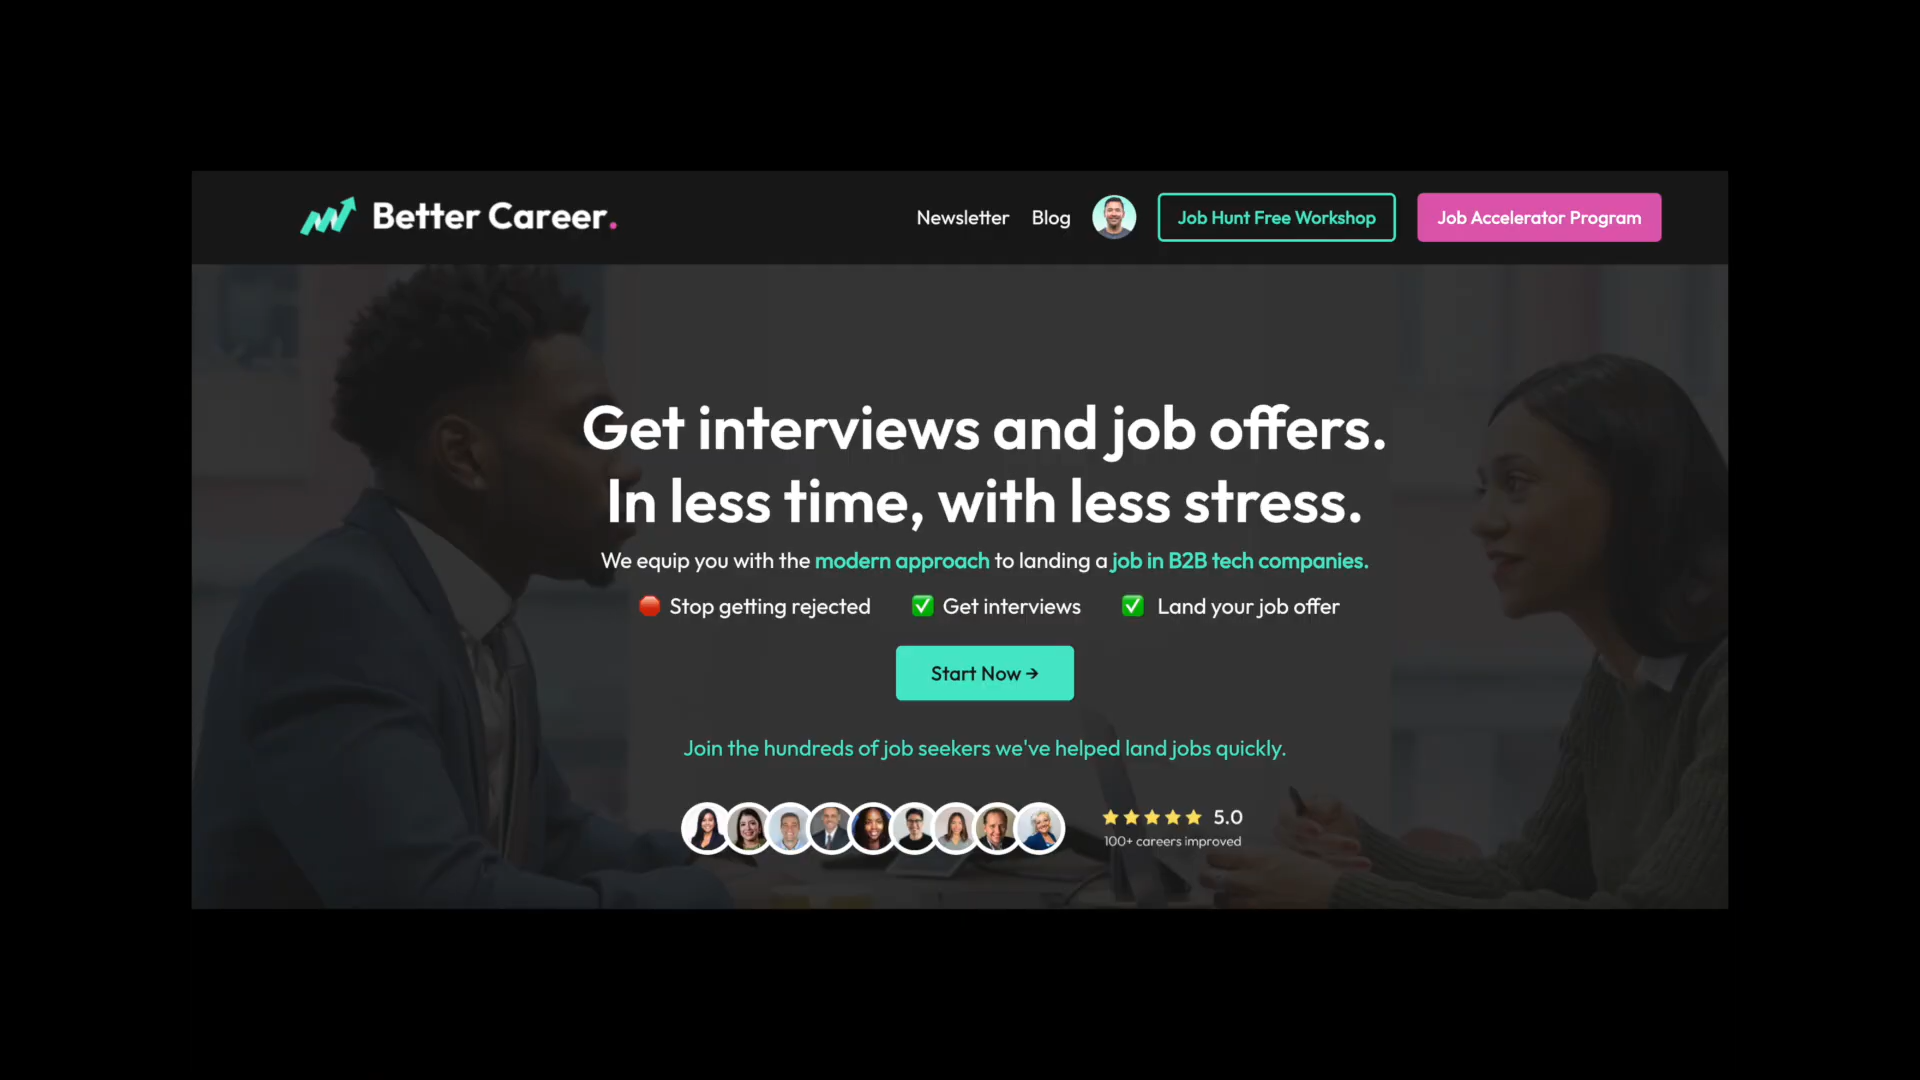 Better Career.
Newsletter
Blog
Job Hunt Free Workshop
Job Accelerator Program
Get interviews and job offers.
In less time, with less stress.
We equip you with the modern approach to landing a job in B2B tech companies.
🛑 Stop getting rejected
✅ Get interviews
✅ Land your job offer
Start Now →
Join the hundreds of job seekers we've helped land jobs quickly.
5.0
100+ careers improved